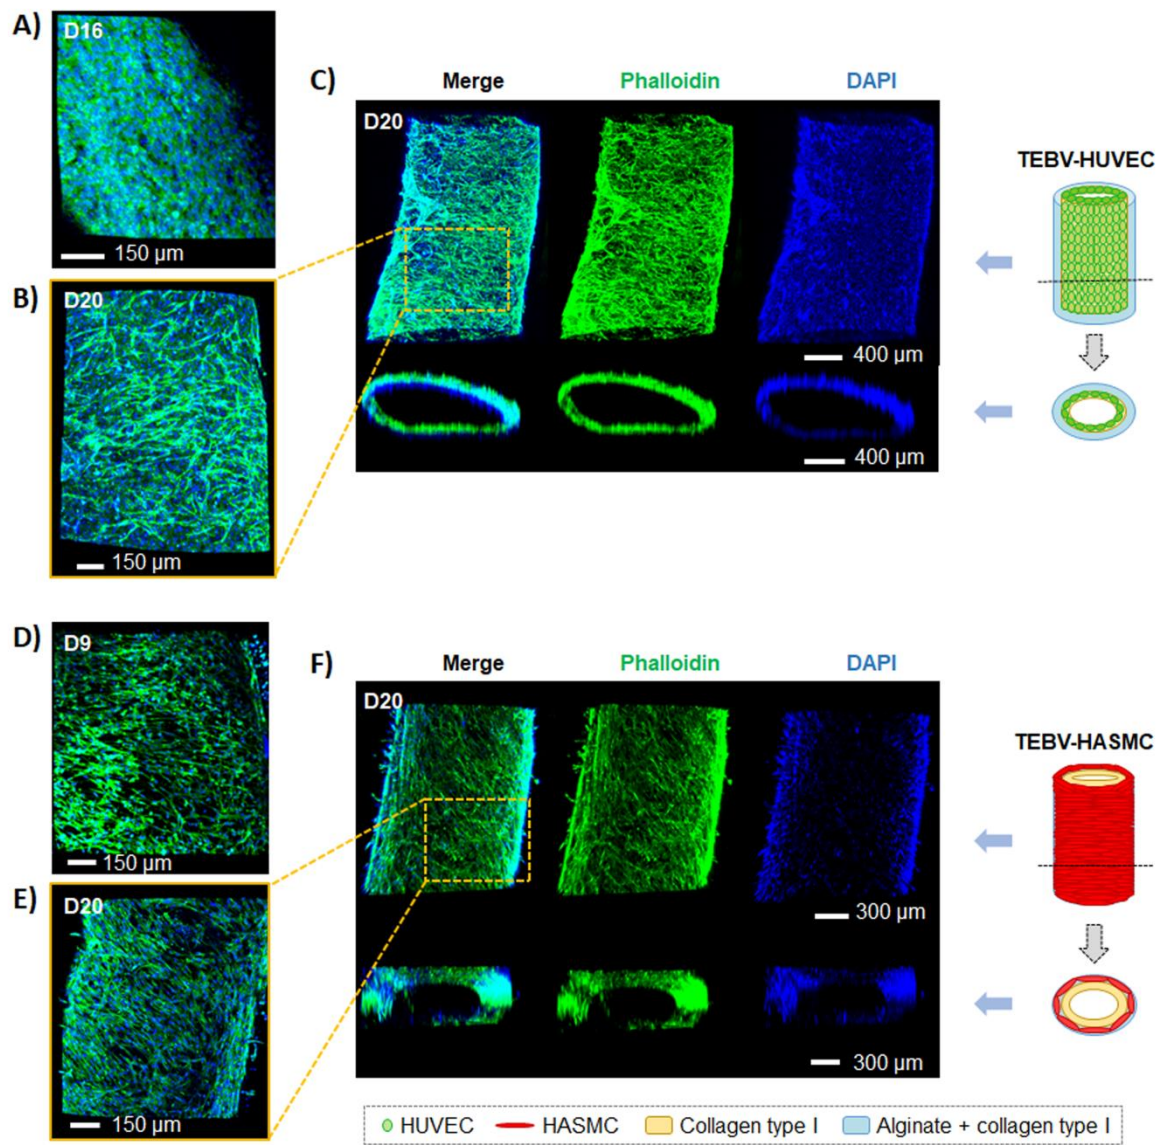 A)
D16
150 µm
B)
D20
150 µm
C)
Merge
Phalloidin
DAPI
D20
400 µm
400 µm
TEBV-HUVEC
D)
D9
150 µm
E)
D20
150 µm
F)
Merge
Phalloidin
DAPI
D20
300 µm
300 µm
TEBV-HASMC
HUVEC HASMC Collagen type I Alginate + collagen type I